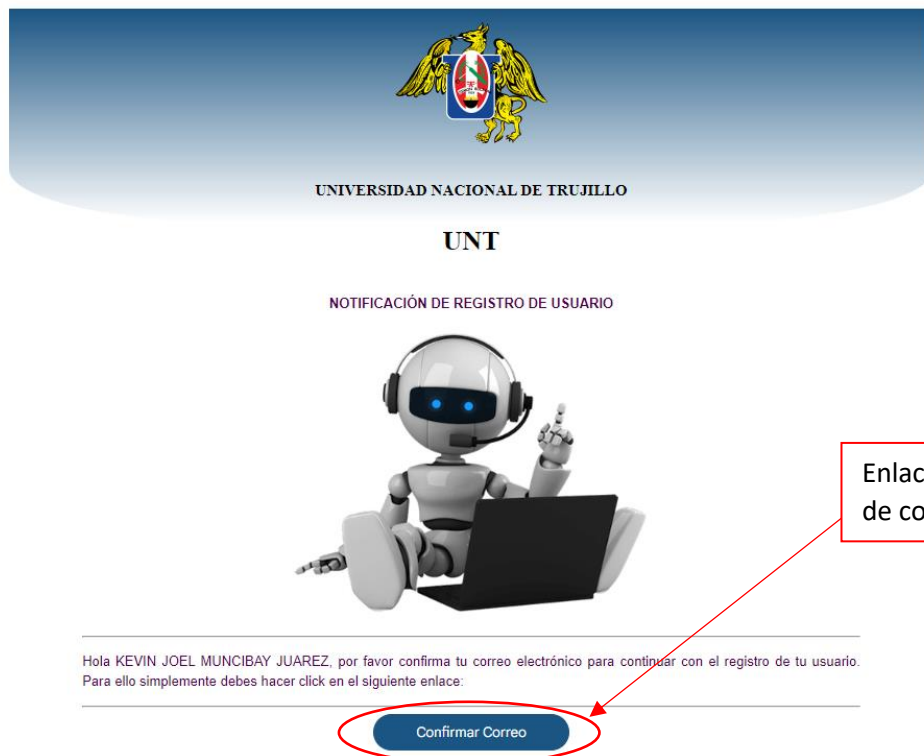 UNIVERSIDAD NACIONAL DE TRUJILLO
UNT
NOTIFICACIÓN DE REGISTRO DE USUARIO
Enlac
de co
Hola KEVIN JOEL MUNCIBAY JUAREZ, por favor confirma tu correo electrónico para continuar con el registro de tu usuario.
Para ello simplemente debes hacer click en el siguiente enlace:
Confirmar Correo